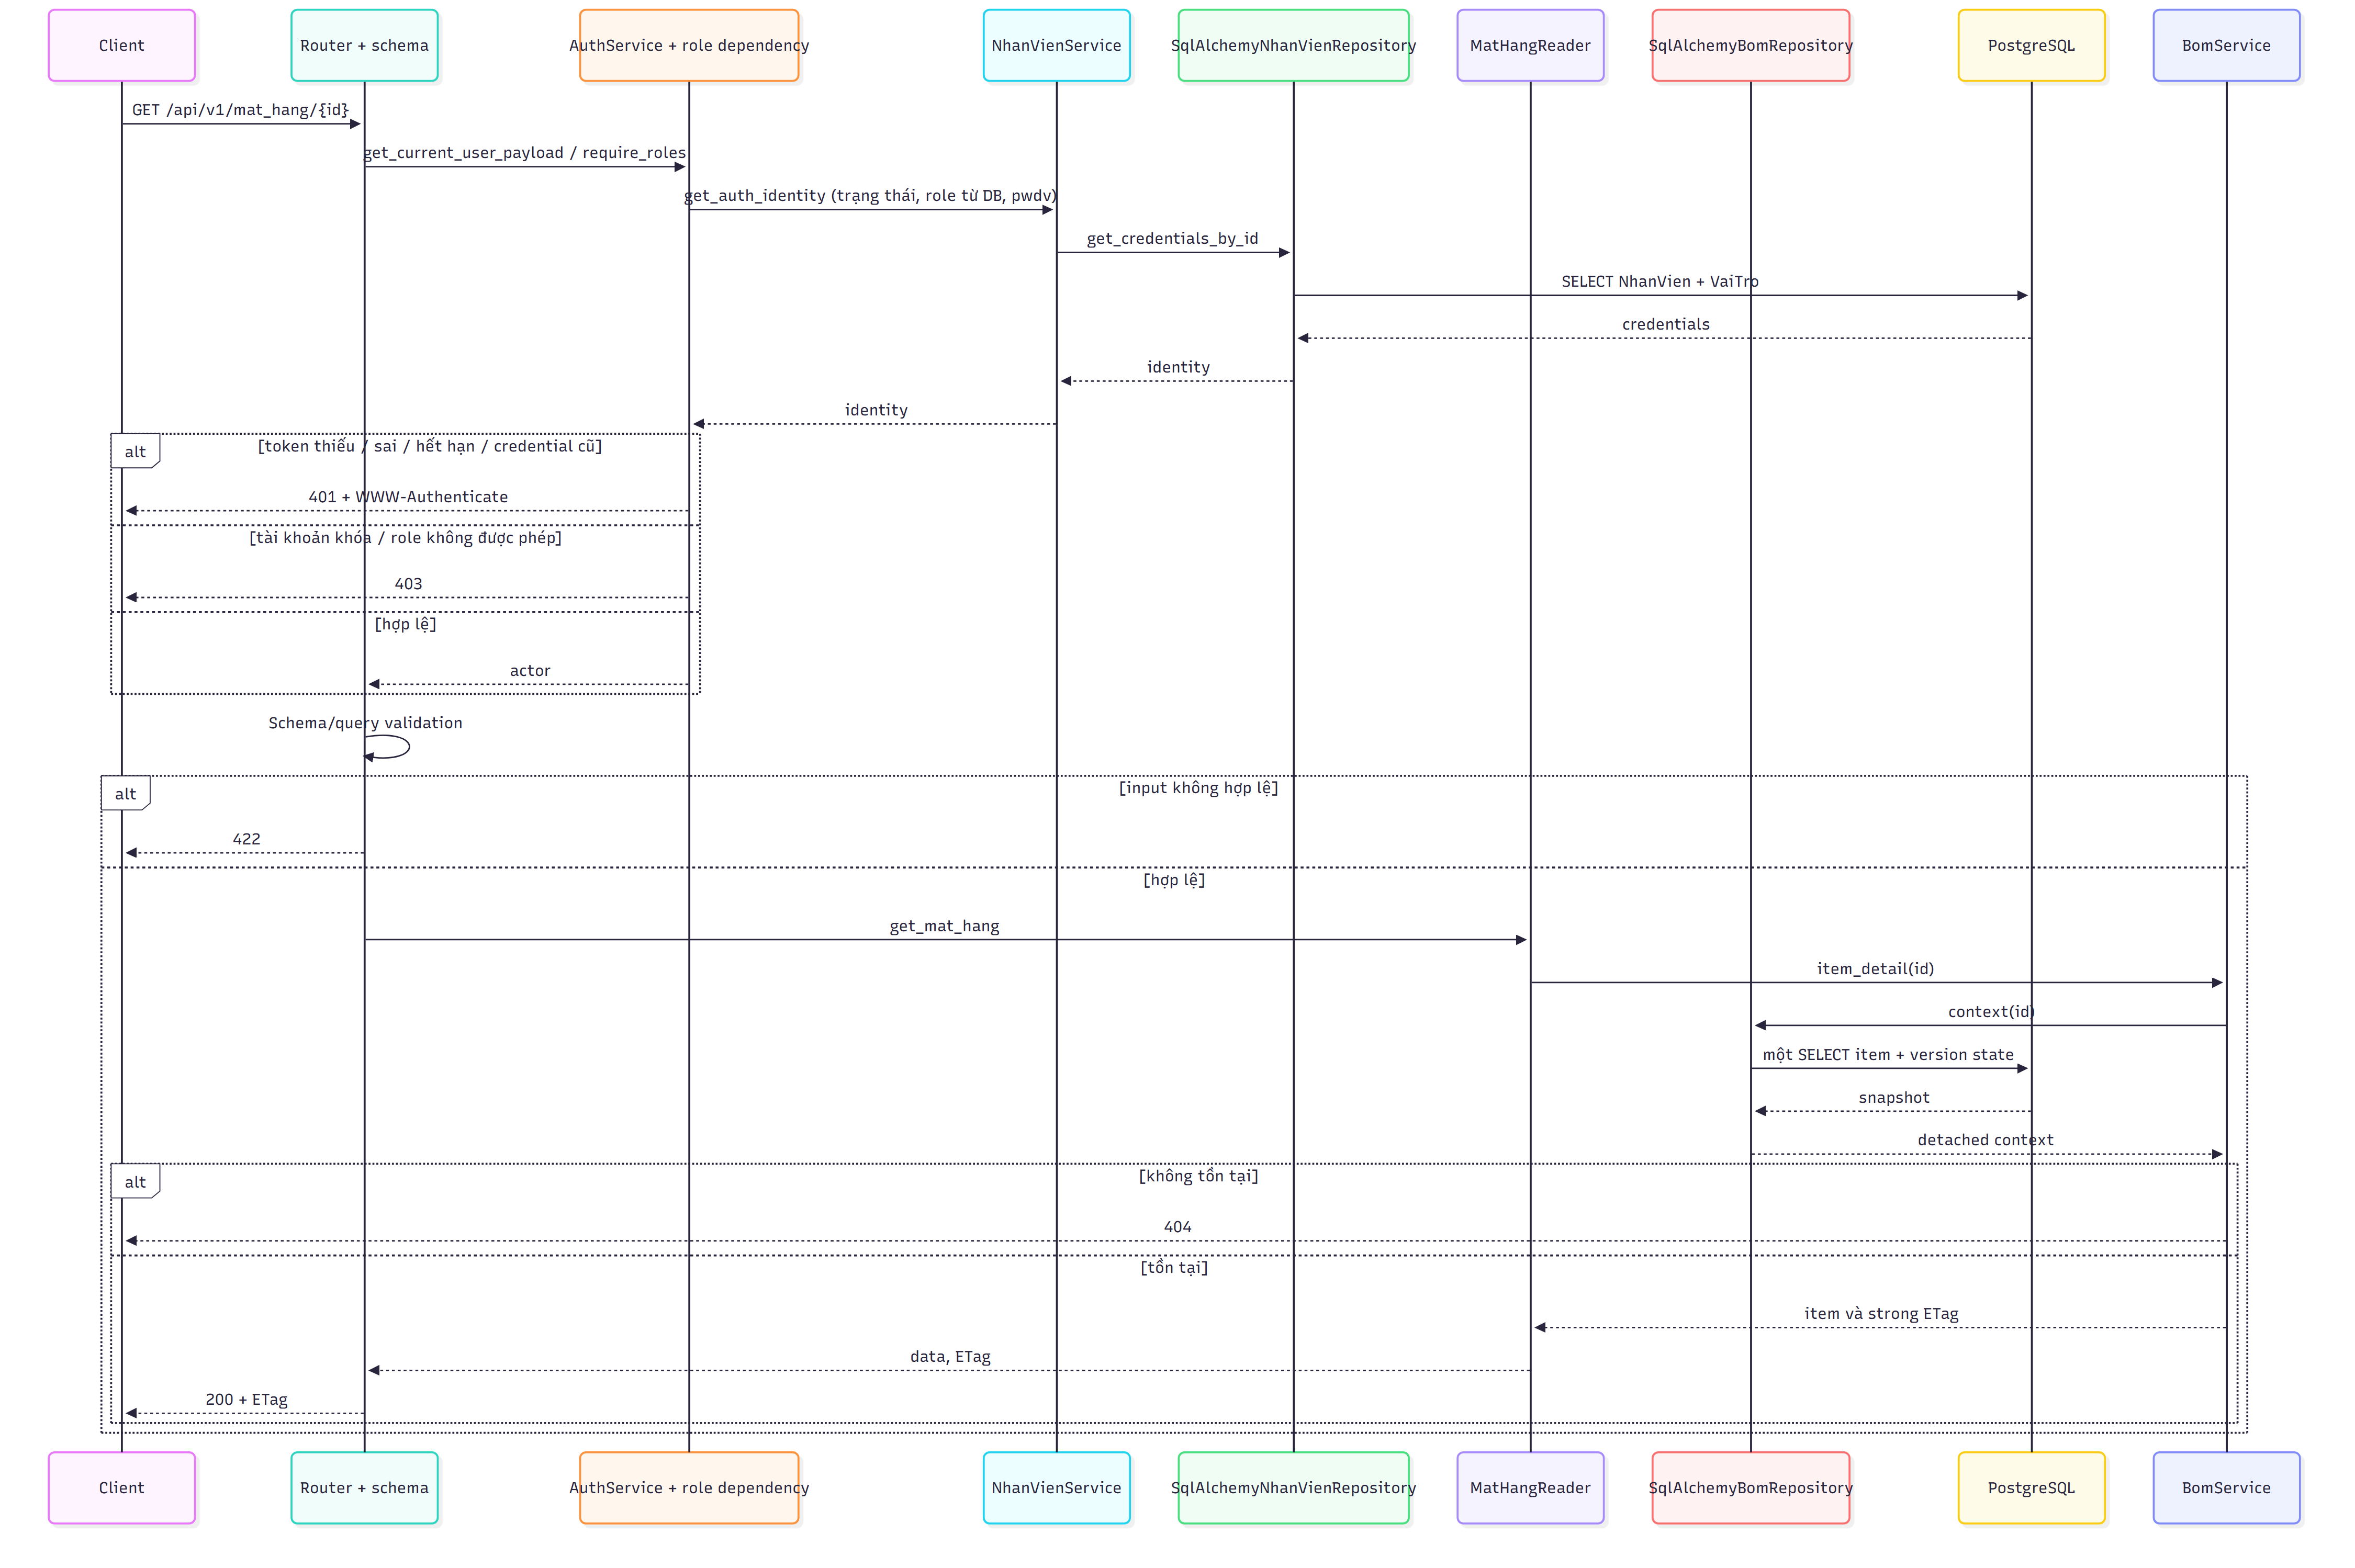 Client
Router + schema
AuthService + role dependency
NhanVienService
SqlAlchemyNhanVienRepository
MatHangReader
SqlAlchemyBomRepository
PostgreSQL
BomService
GET /api/v1/mat_hang/{id}
get_current_user_payload / require_roles
get_auth_identity (trạng thái, role từ DB, pwdv)
get_credentials_by_id
SELECT NhanVien + VaiTro
credentials
identity
identity
alt
[token thiếu / sai / hết hạn / credential cũ]
401 + WWW-Authenticate
[tài khoản khóa / role không được phép]
403
[hợp lệ]
actor
Schema/query validation
alt
[input không hợp lệ]
422
[hợp lệ]
get_mat_hang
item_detail(id)
context(id)
một SELECT item + version state
snapshot
detached context
alt
[không tồn tại]
404
[tồn tại]
item và strong ETag
data, ETag
200 + ETag
Client
Router + schema
AuthService + role dependency
NhanVienService
SqlAlchemyNhanVienRepository
MatHangReader
SqlAlchemyBomRepository
PostgreSQL
BomService